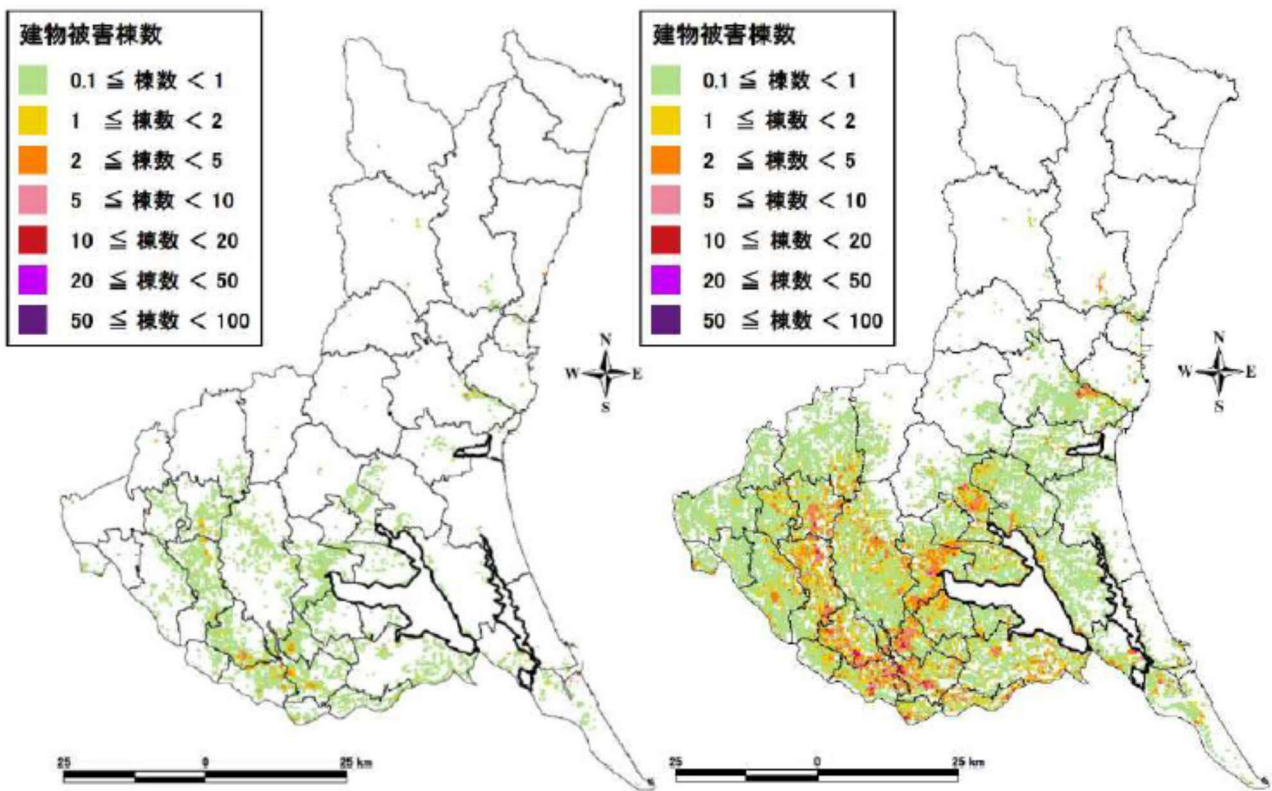 建物被害棟数
0.1 ≦ 棟数 < 1
1 ≦ 棟数 < 2
2 ≦ 棟数 < 5
5 ≦ 棟数 < 10
10 ≦ 棟数 < 20
20 ≦ 棟数 < 50
50 ≦ 棟数 < 100
N
W E
S
25 0 25 km
建物被害棟数
0.1 ≦ 棟数 < 1
1 ≦ 棟数 < 2
2 ≦ 棟数 < 5
5 ≦ 棟数 < 10
10 ≦ 棟数 < 20
20 ≦ 棟数 < 50
50 ≦ 棟数 < 100
N
W E
S
25 0 25 km